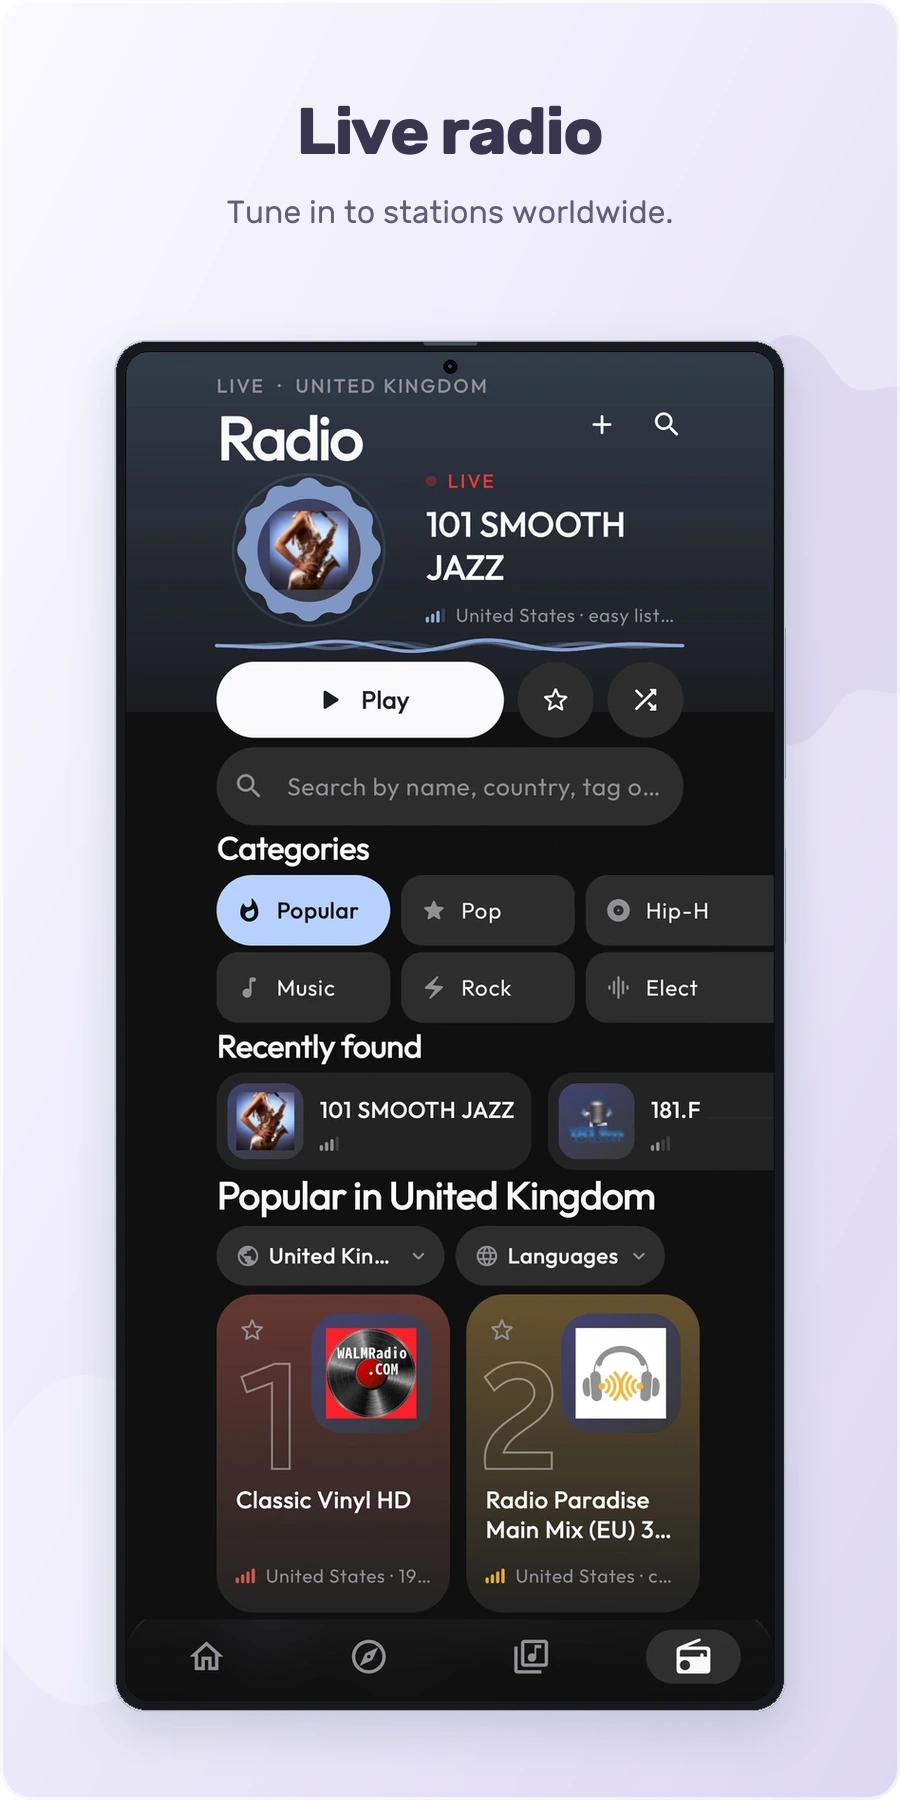 Live radio
Tune in to stations worldwide.
LIVE · UNITED KINGDOM
Radio
LIVE
101 SMOOTH
JAZZ
United States · easy list...
Play
Search by name, country, tag o...
Categories
Popular
Pop
Hip-H
Music
Rock
Elect
Recently found
101 SMOOTH JAZZ
181.F
Popular in United Kingdom
United Kin...
Languages
1
WALMRadio
.COM
Classic Vinyl HD
United States · 19...
2
Radio Paradise
Main Mix (EU) 3...
United States · c...